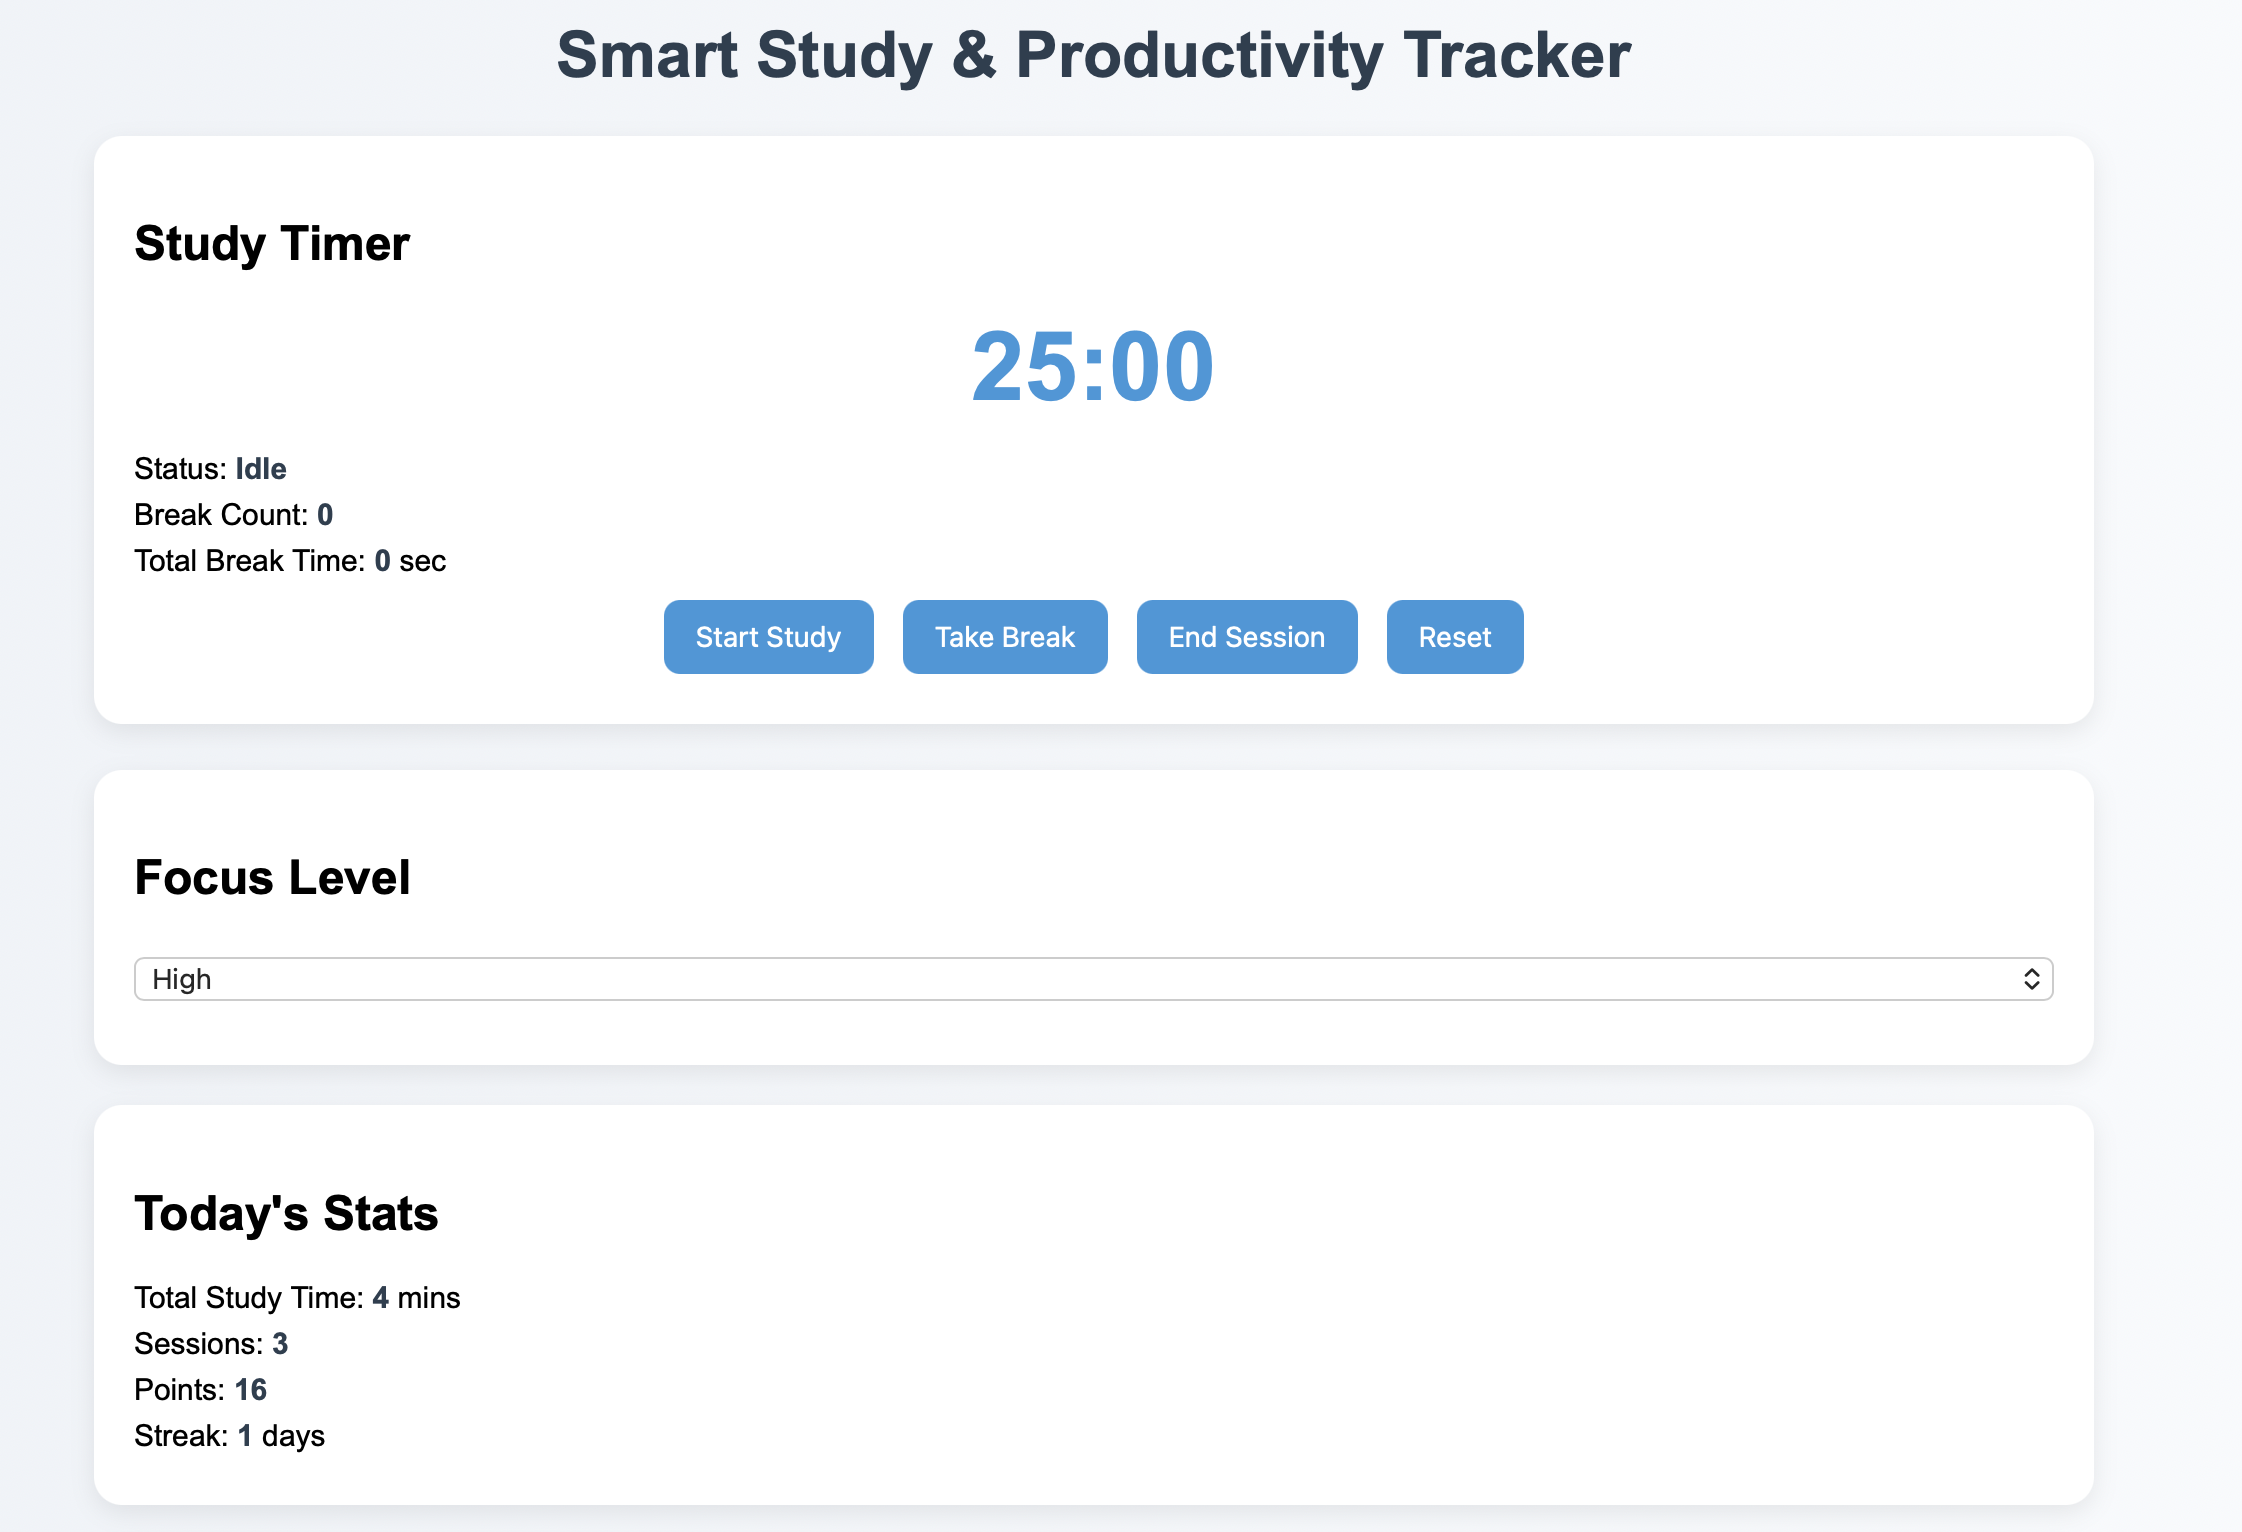 Smart Study & Productivity Tracker
Study Timer
25:00
Status: Idle
Break Count: 0
Total Break Time: 0 sec
Start Study Take Break End Session Reset
Focus Level
High
Today's Stats
Total Study Time: 4 mins
Sessions: 3
Points: 16
Streak: 1 days